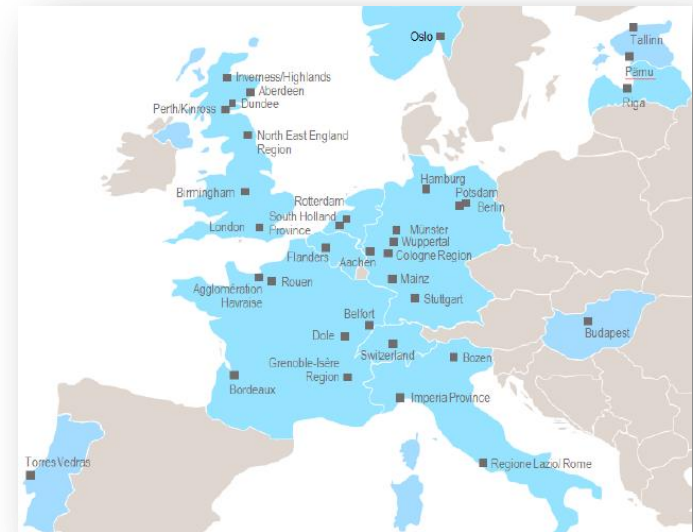 Oslo
Tallinn
Pärnu
Riga
Inverness/Highlands
Aberdeen
Dundee
Perth/Kinross
North East England
Region
Birmingham
London
Rotterdam
South Holland
Province
Flanders
Hamburg
Potsdam
Berlin
Münster
Wuppertal
Cologne Region
Aachen
Mainz
Stuttgart
Agglomération
Havraise
Rouen
Belfort
Dole
Switzerland
Grenoble-Isère
Region
Bordeaux
Budapest
Bozen
Imperia Province
Torres Vedras
Regione Lazio/ Rome